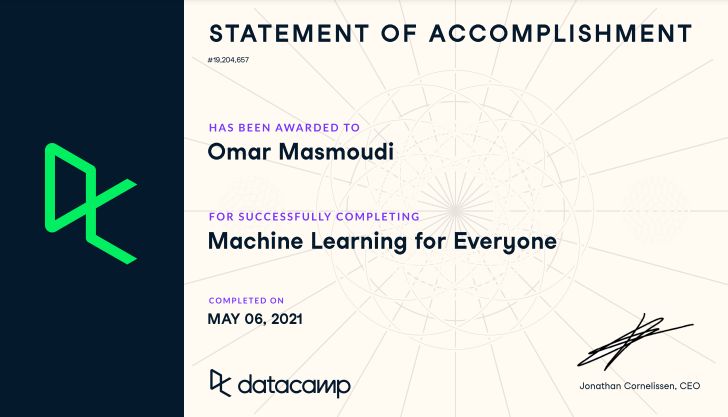 STATEMENT OF ACCOMPLISHMENT
#19,204,657
HAS BEEN AWARDED TO
Omar Masmoudi
FOR SUCCESSFULLY COMPLETING
Machine Learning for Everyone
COMPLETED ON
MAY 06, 2021
datacamp
Jonathan Cornelissen, CEO